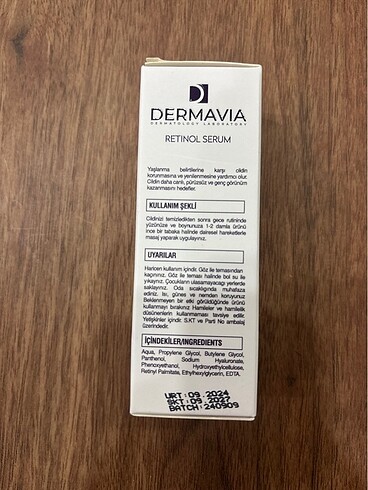 DERMAVIA
DERMATOLOGY LABORATORY
RETINOL SERUM
Yaşlanma belirtilerine karşı cildin
korunmasına ve yenilenmesine yardımcı olur.
Cildin daha canlı, pürüzsüz ve genç görünüm
kazanmasını hedefler.
KULLANIM ŞEKLİ
Cildinizi temizledikten sonra gece rutininde
yüzünüze ve boynunuza 1-2 damla ürünü
ince bir tabaka halinde dairesel hareketlerle
masaj yaparak uygulayınız.
UYARILAR
Haricen kullanım içindir. Göz ile temasından
kaçınınız. Göz ile teması halinde bol su ile
yıkayınız. Çocukların ulaşamayacağı yerlerde
saklayınız. Oda sıcaklığında muhafaza
ediniz. Isı, güneş ve nemden koruyunuz
Beklenmeyen bir etki görüldüğünde ürünü
kullanmayı bırakınız Hamileler ve hamilelik
düşünenlerin kullanmaması tavsiye edilir.
Yetişkinler içindir. S.KT ve Parti No ambalaj
üzerindedir.
İÇİNDEKİLER/INGREDIENTS
Aqua, Propylene Glycol, Butylene Glycol,
Panthenol, Sodium Hyaluronate,
Phenoxyethanol, Hydroxyethylcellulose,
Retinyl Palmitate, Ethylhexylglycerin, EDTA.
URT:09.2024
SKT:09.2027
BATCH:240909